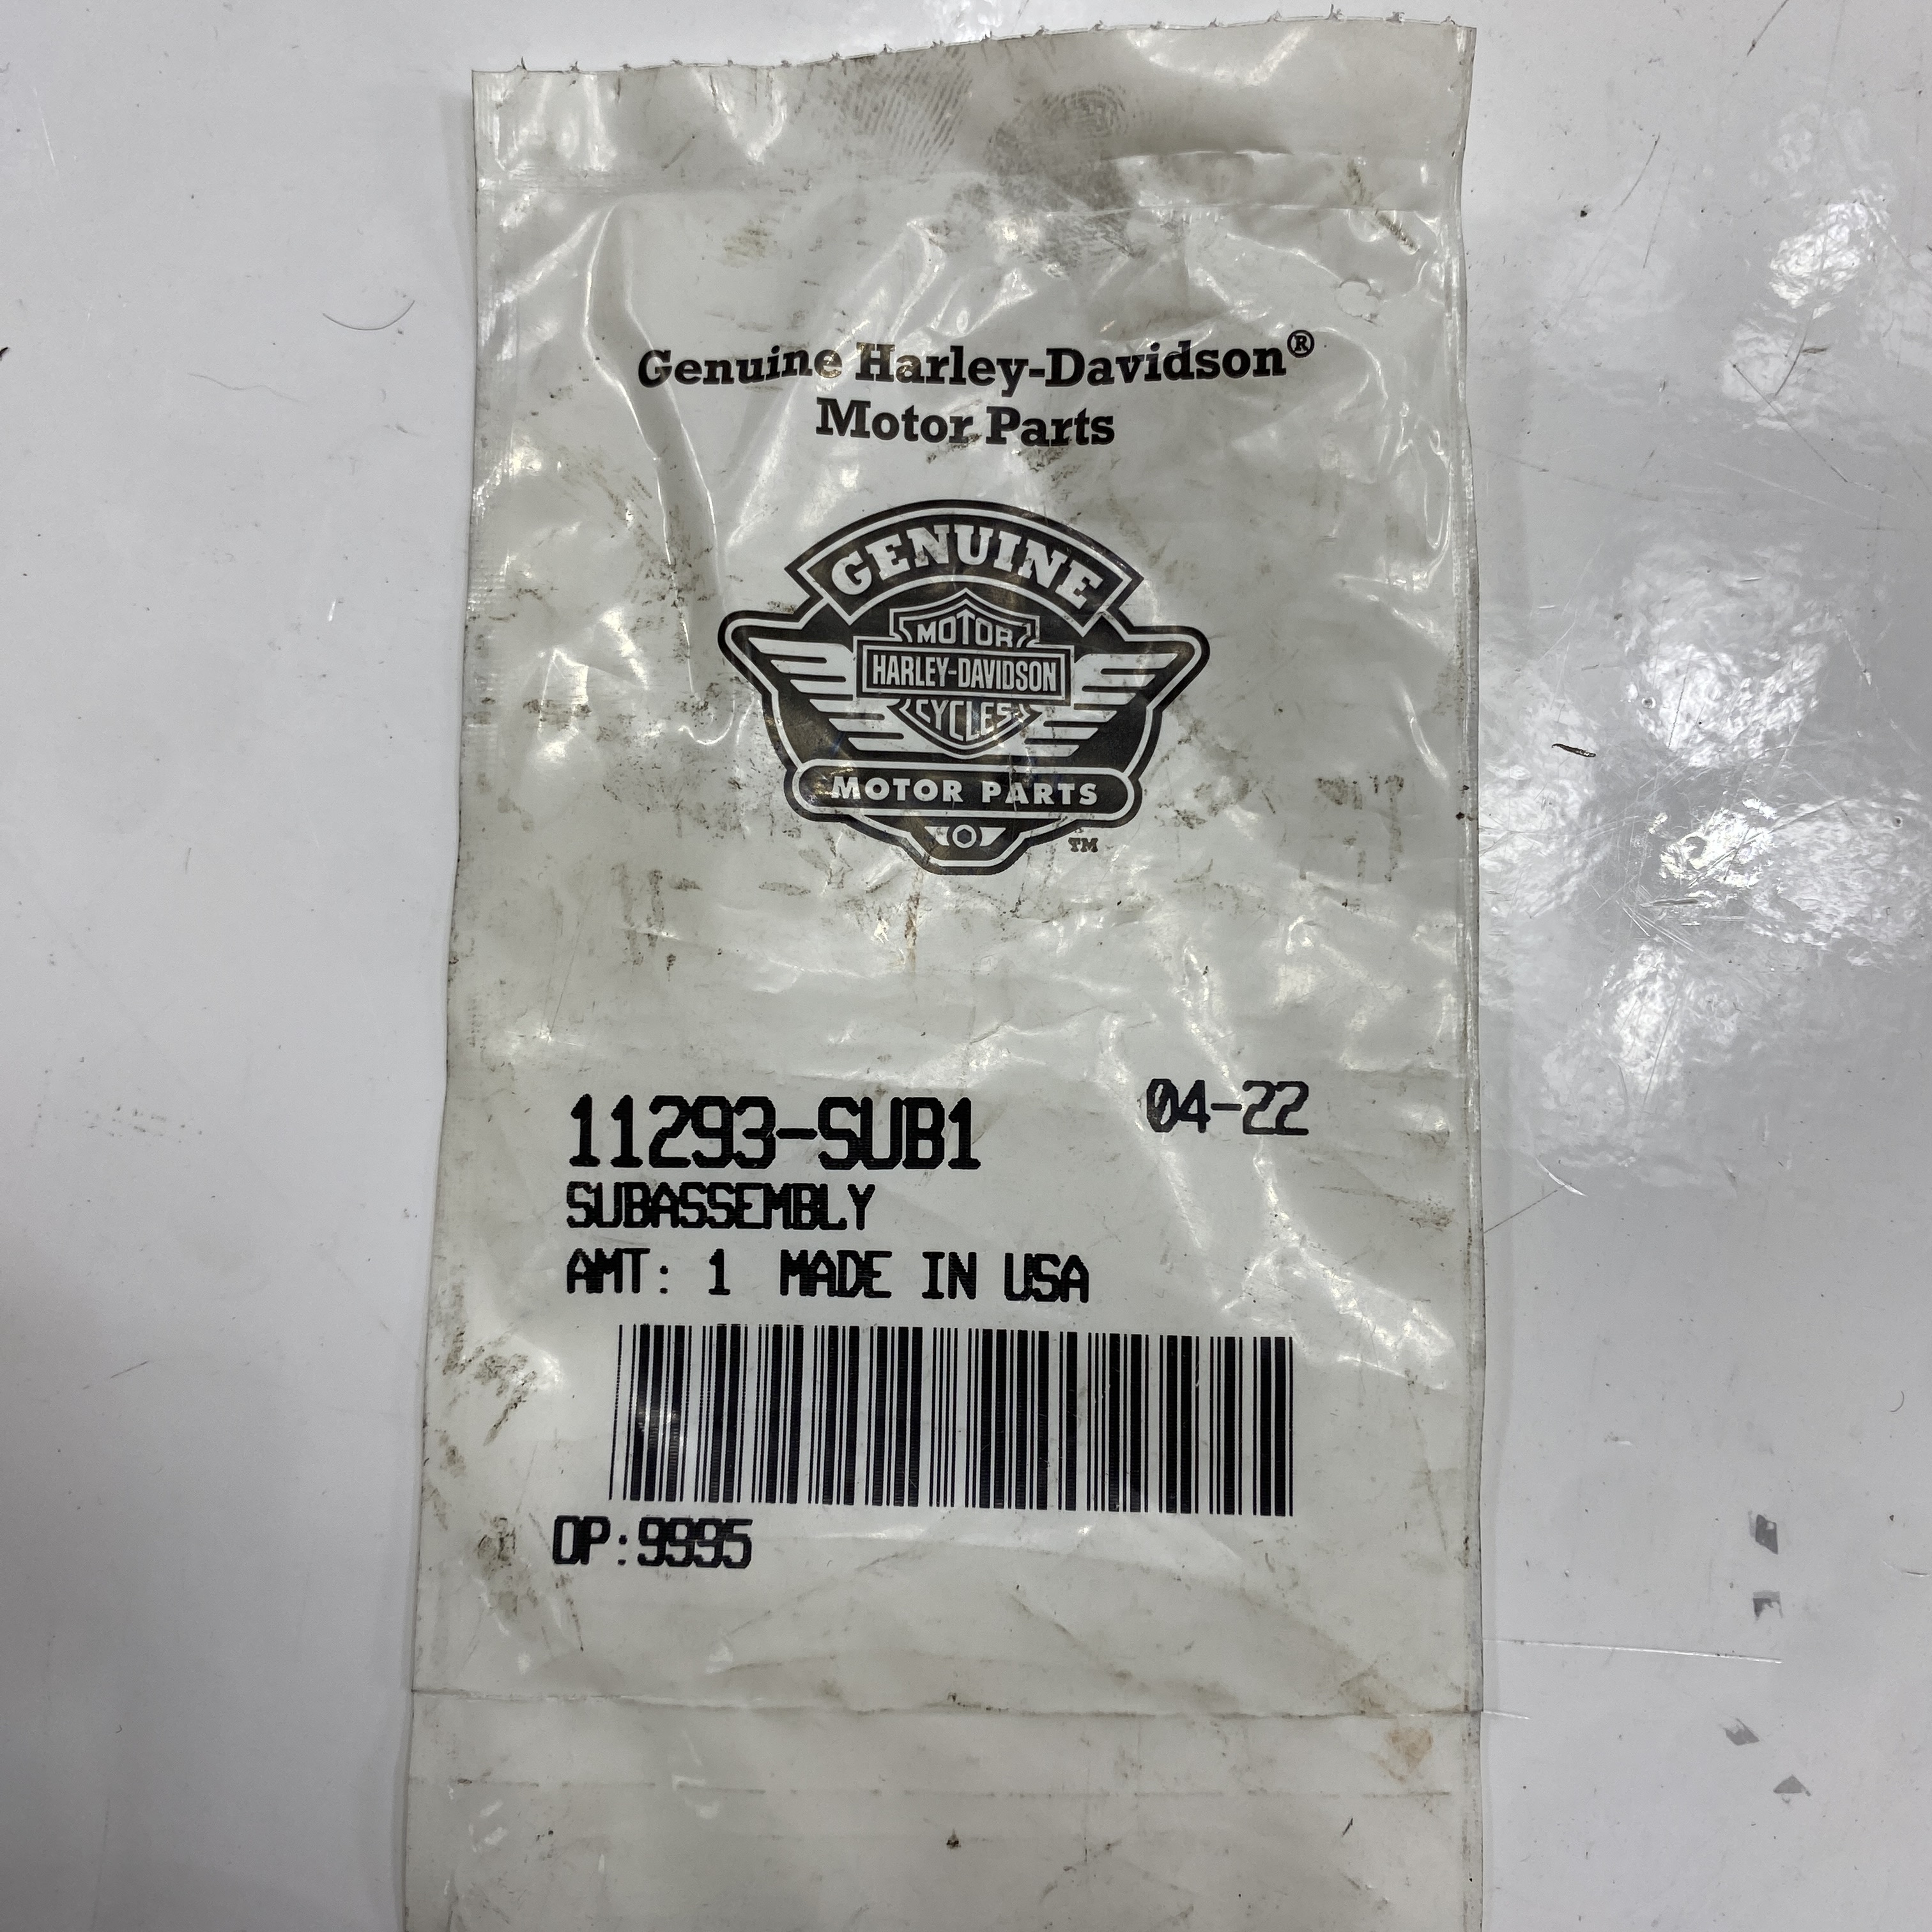 Genuine Harley-Davidson®
Motor Parts
GENUINE
MOTOR
HARLEY-DAVIDSON
CYCLES
MOTOR PARTS
TM
11293-SUB1
04-22
SUBASSEMBLY
AMT: 1 MADE IN USA
OP:9995